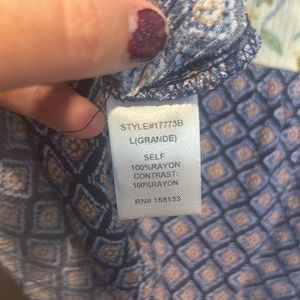 STYLE#17773B
L(GRANDE)
SELF
100%RAYON
CONTRAST:
100%RAYON
RN# 158133